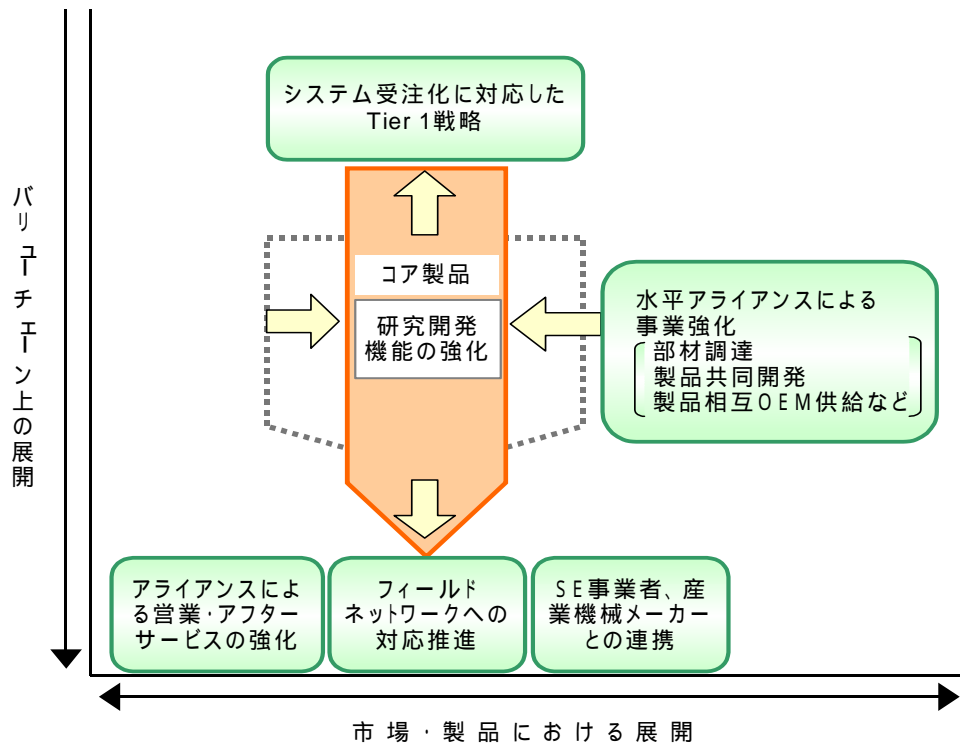 システム受注化に対応した
Tier 1戦略
バリューチェーン上の展開
コア製品
研究開発
機能の強化
水平アライアンスによる
事業強化
部材調達
製品共同開発
製品相互OEM供給など
アライアンスによ
る営業・アフター
サービスの強化
フィールド
ネットワークへの
対応推進
SE事業者、産
業機械メーカー
との連携
市場・製品における展開